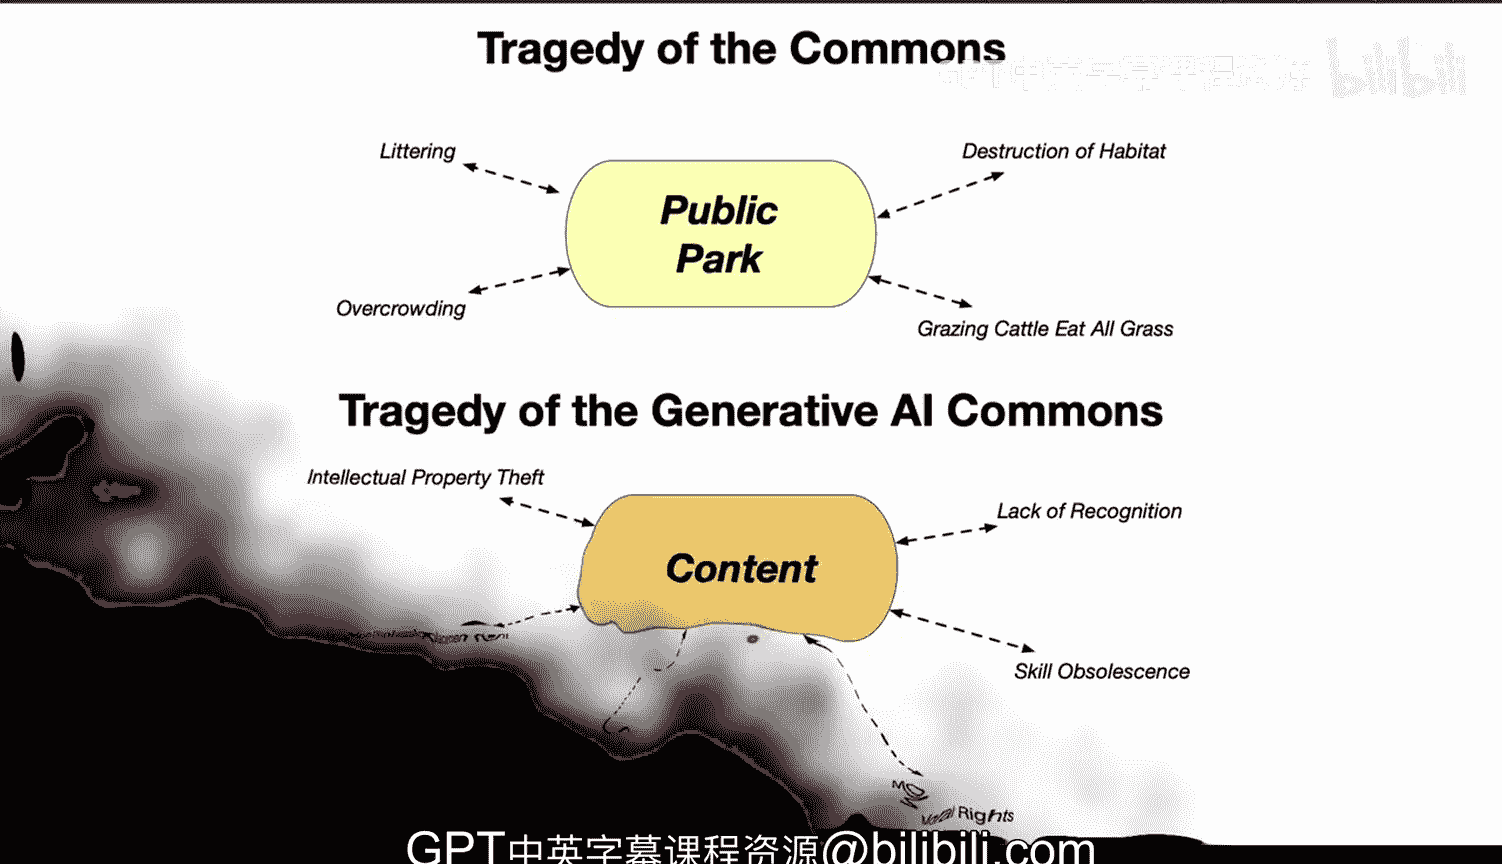 Tragedy of the Commons
bilibili
Littering
Destruction of Habitat
Public
Park
Overcrowding
Grazing Cattle Eat All Grass
Tragedy of the Generative AI Commons
Intellectual Property Theft
Lack of Recognition
Content
Skill Obsolescence
Moral Rights
GPT中英字幕课程资源@bilibili.com